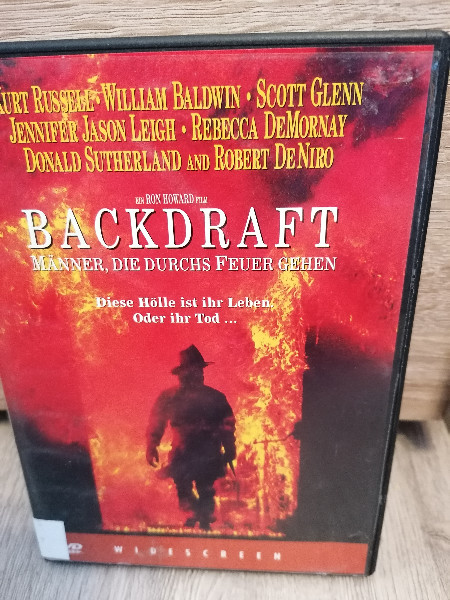 KURT RUSSELL • WILLIAM BALDWIN • SCOTT GLENN
JENNIFER JASON LEIGH • REBECCA DEMORNAY
DONALD SUTHERLAND AND ROBERT DE NIRO
EIN RON HOWARD FILM
BACKDRAFT
MÄNNER, DIE DURCHS FEUER GEHEN
Diese Hölle ist ihr Leben,
Oder ihr Tod ...
WIDESCREEN